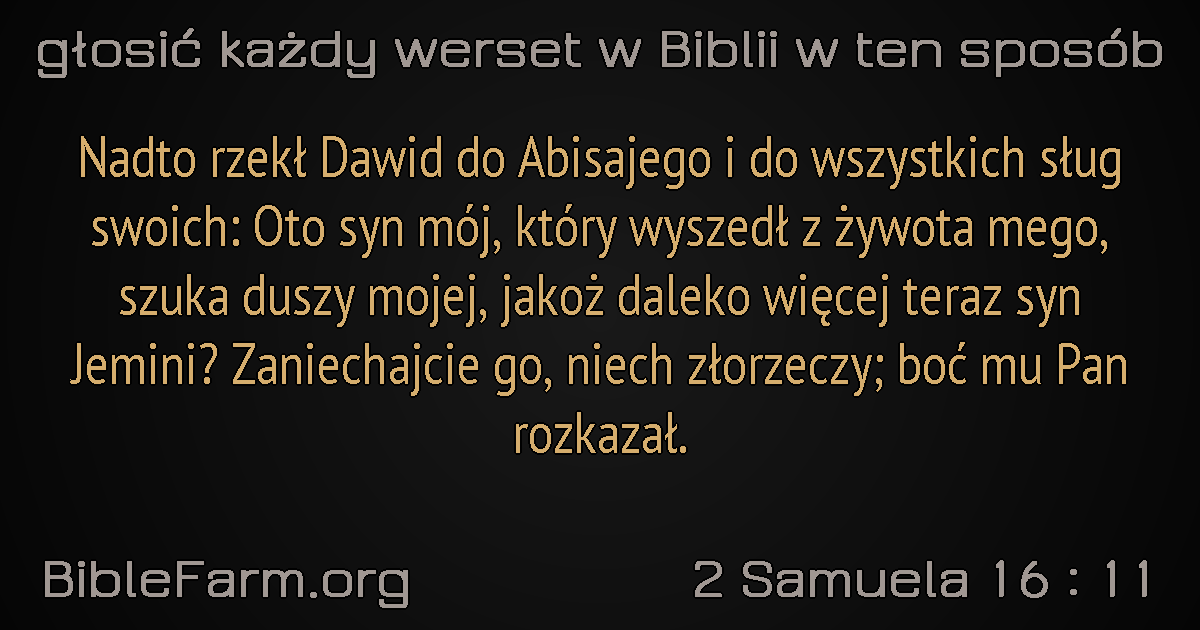 głosić każdy werset w Biblii w ten sposób
Nadto rzekł Dawid do Abisajego i do wszystkich sług
swoich: Oto syn mój, który wyszedł z żywota mego,
szuka duszy mojej, jakoż daleko więcej teraz syn
Jemini? Zaniechajcie go, niech złorzeczy; boć mu Pan
rozkazał.
BibleFarm.org
2 Samuela 16 : 11